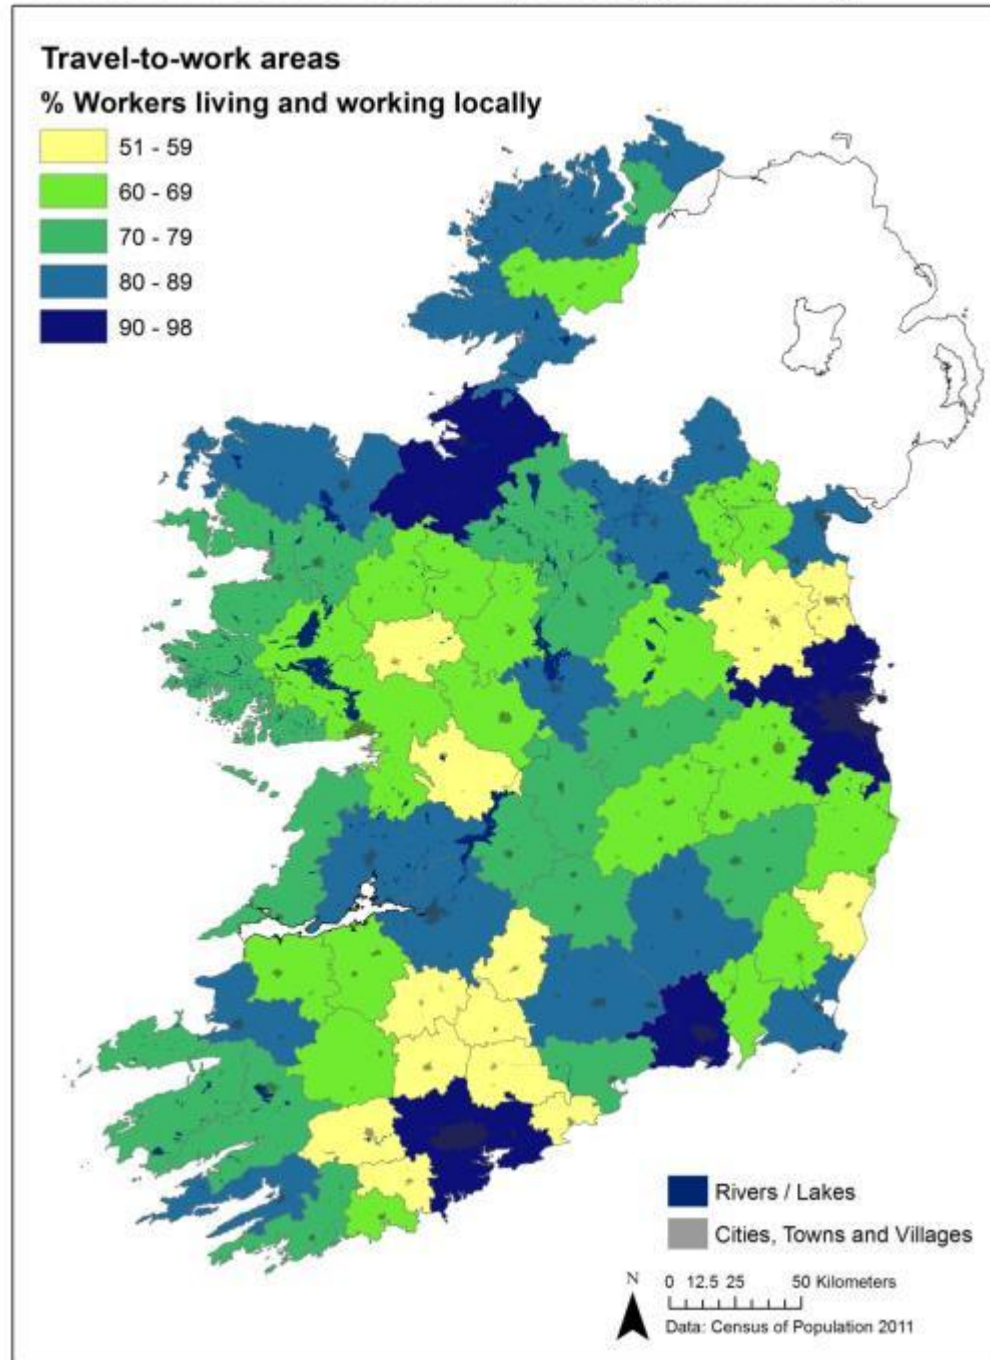 Travel-to-work areas
% Workers living and working locally
51 - 59
60 - 69
70 - 79
80 - 89
90 - 98
Rivers / Lakes
Cities, Towns and Villages
N
0 12.5 25 50 Kilometers
Data: Census of Population 2011